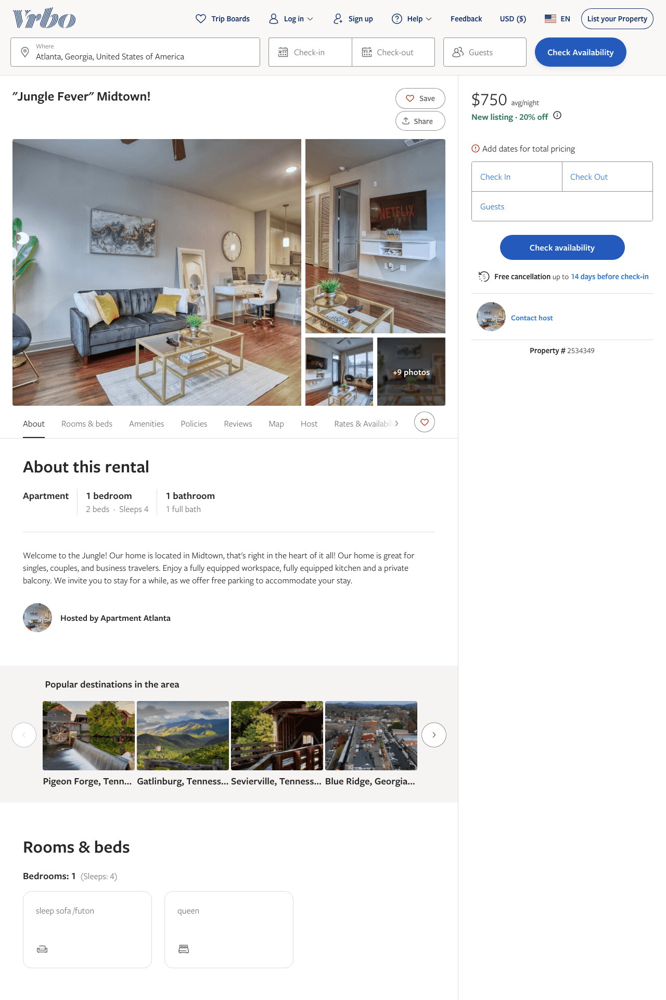 Vrbo
Trip Boards
Log in
Sign up
Help
Feedback
USD ($)
EN
List your Property
Where
Atlanta, Georgia, United States of America
Check-in
Check-out
Guests
Check Availability
"Jungle Fever" Midtown!
Save
Share
NETFLIX
+9 photos
$750 avg/night
New listing · 20% off
Add dates for total pricing
Check In
Check Out
Guests
Check availability
Free cancellation up to 14 days before check-in
Contact host
Property # 2534349
About
Rooms & beds
Amenities
Policies
Reviews
Map
Host
Rates & Availabili
About this rental
Apartment
1 bedroom
2 beds · Sleeps 4
1 bathroom
1 full bath
Welcome to the Jungle! Our home is located in Midtown, that's right in the heart of it all! Our home is great for
singles, couples, and business travelers. Enjoy a fully equipped workspace, fully equipped kitchen and a private
balcony. We invite you to stay for a while, as we offer free parking to accommodate your stay.
Hosted by Apartment Atlanta
Popular destinations in the area
Pigeon Forge, Tenn...
Gatlinburg, Tenness...
Sevierville, Tenness...
Blue Ridge, Georgia...
Rooms & beds
Bedrooms: 1 (Sleeps: 4)
sleep sofa /futon
queen